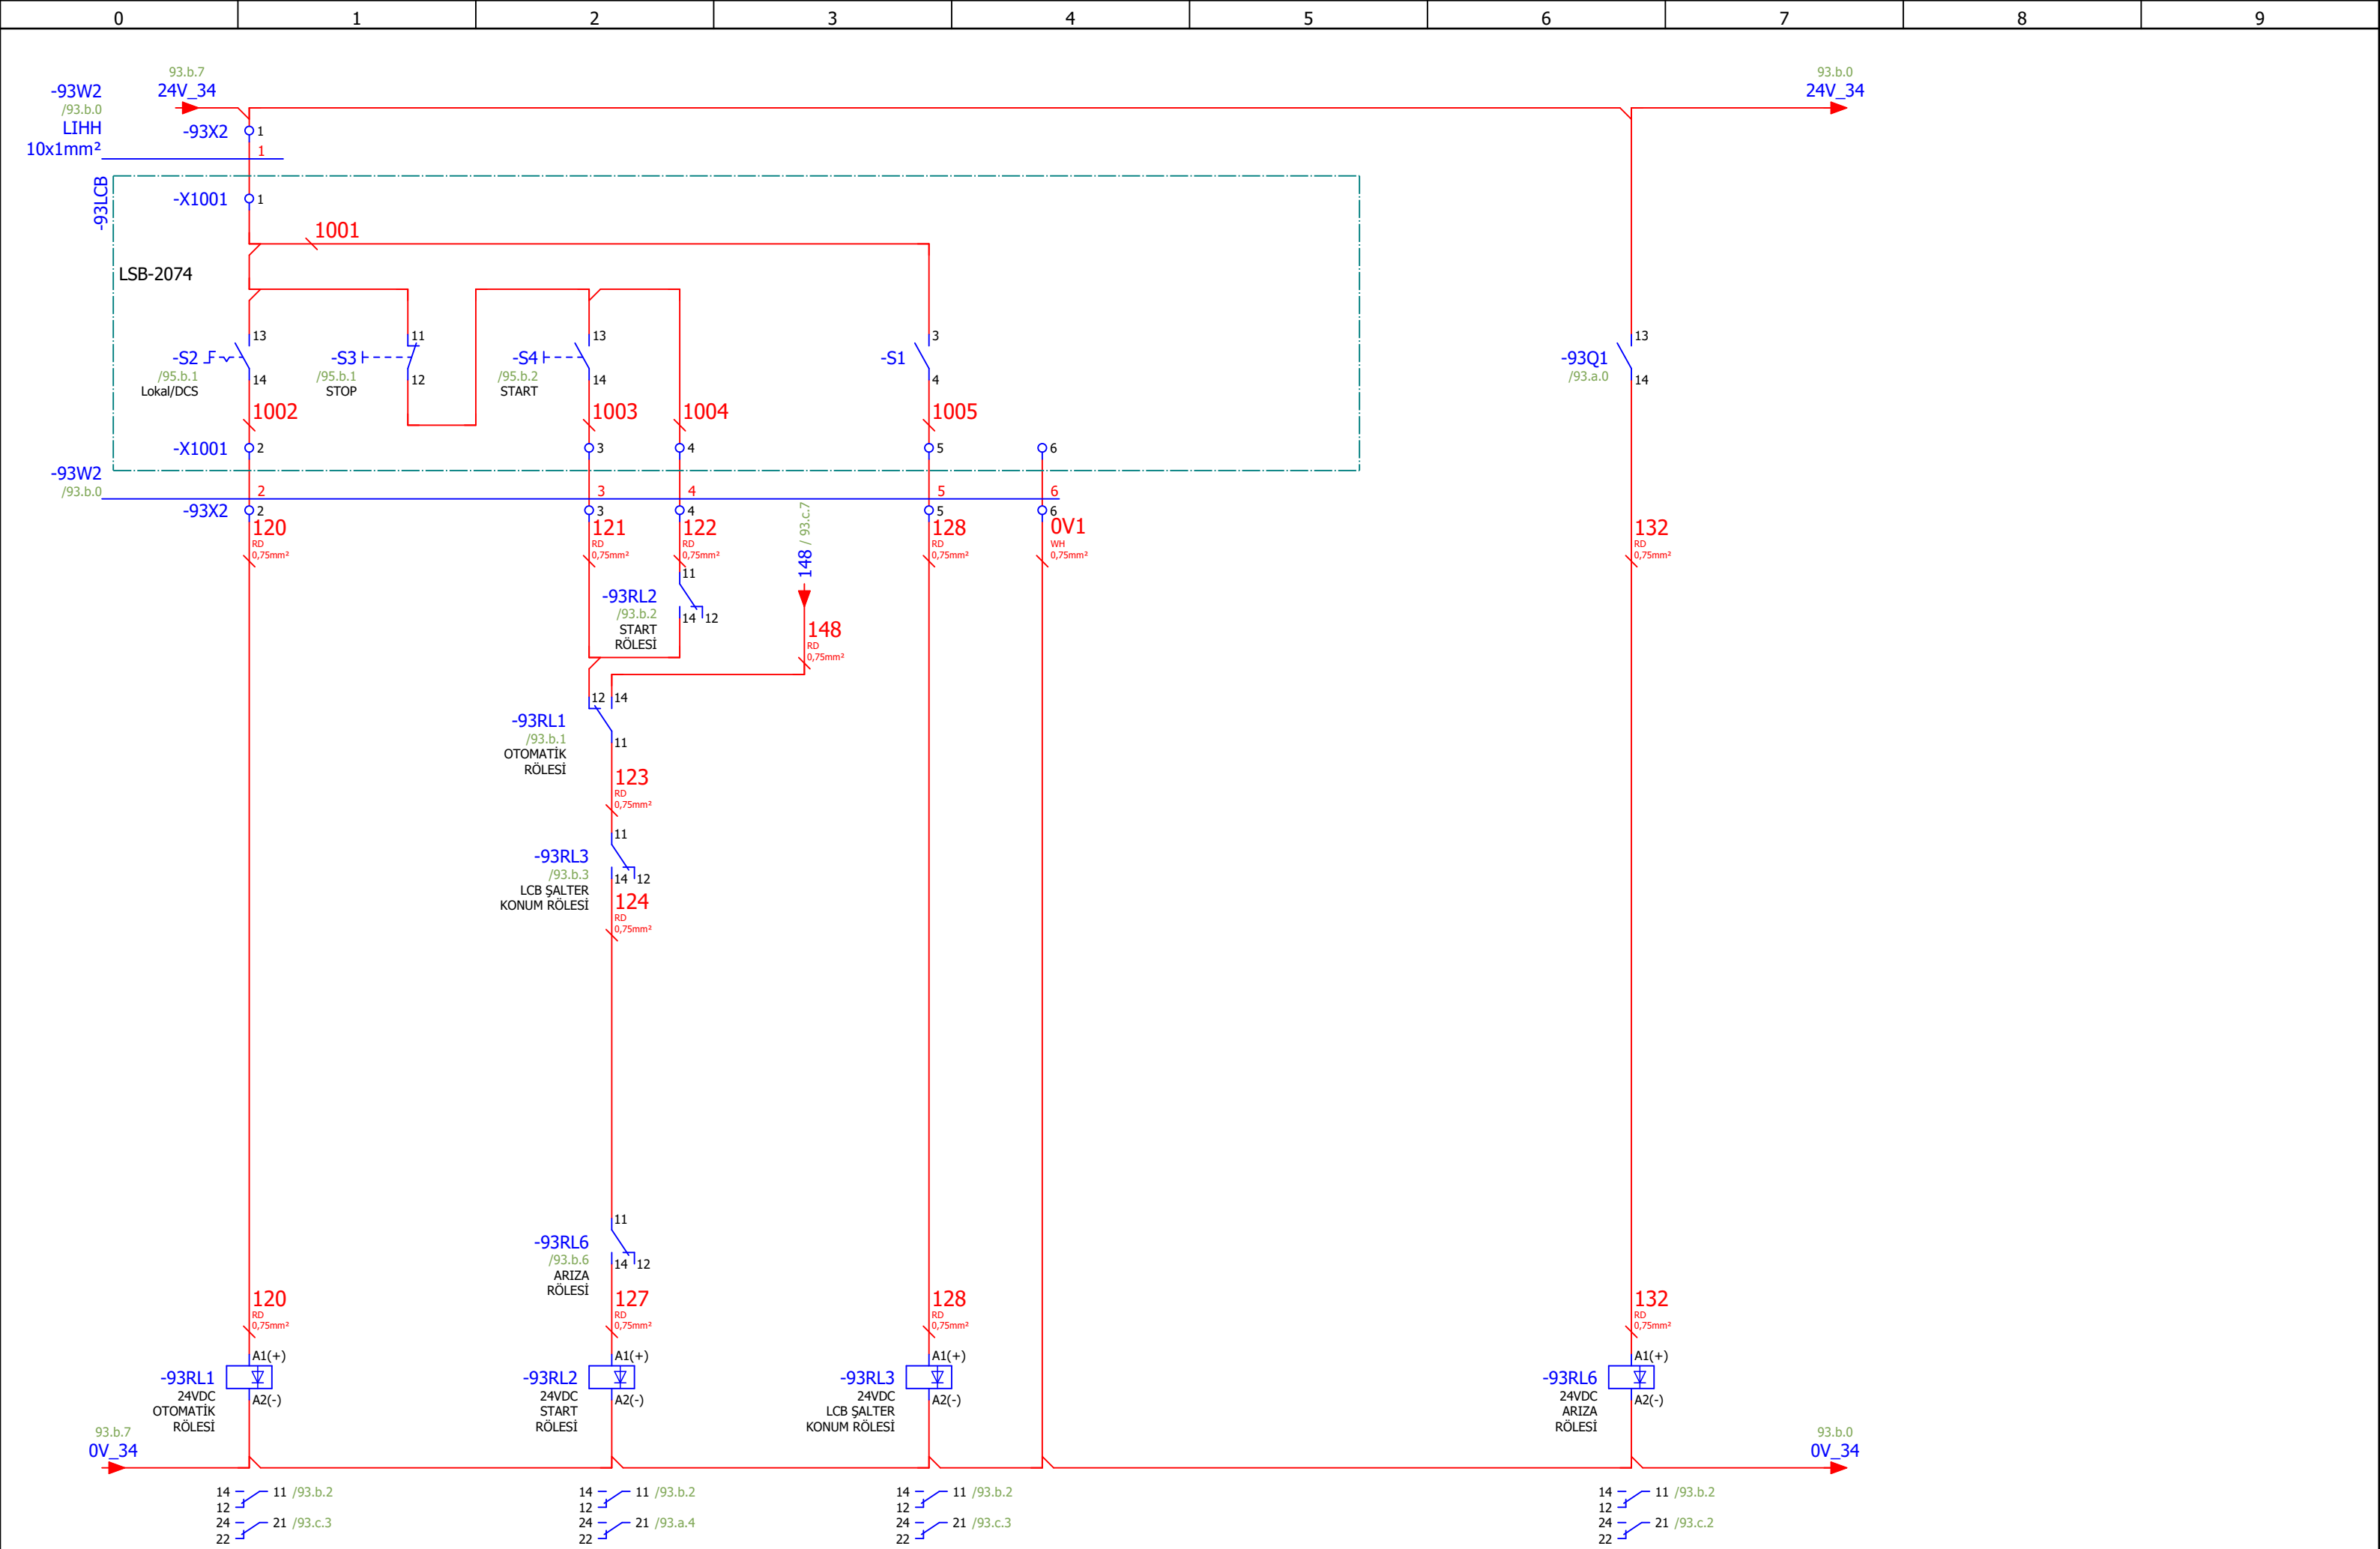 0 1 2 3 4 5 6 7 8 9
93.b.7
24V_34
93.b.0
24V_34
-93W2
/93.b.0
LIHH
10x1mm²
-93X2 1
1
-93LCB
-X1001 1
1001
LSB-2074
-S2 13 14
/95.b.1
Lokal/DCS
-S3 11 12
/95.b.1
STOP
-S4 13 14
/95.b.2
START
-S1 3 4
-93Q1 13 14
/93.a.0
1002 1003 1004 1005
-X1001 2 3 4 5 6
-93W2
/93.b.0
2 3 4 5 6
-93X2 2 3 4 5 6
120
RD
0,75mm²
121
RD
0,75mm²
122
RD
0,75mm²
148 / 93.c.7
128
RD
0,75mm²
0V1
WH
0,75mm²
132
RD
0,75mm²
11
-93RL2
/93.b.2
14 12
START
RÖLESİ
148
RD
0,75mm²
12 14
-93RL1
/93.b.1
11
OTOMATİK
RÖLESİ
123
RD
0,75mm²
11
-93RL3
/93.b.3
14 12
LCB ŞALTER
KONUM RÖLESİ
124
RD
0,75mm²
11
-93RL6
/93.b.6
14 12
ARIZA
RÖLESİ
120
RD
0,75mm²
127
RD
0,75mm²
128
RD
0,75mm²
132
RD
0,75mm²
A1(+)
-93RL1
24VDC
A2(-)
OTOMATİK
RÖLESİ
A1(+)
-93RL2
24VDC
A2(-)
START
RÖLESİ
A1(+)
-93RL3
24VDC
A2(-)
LCB ŞALTER
KONUM RÖLESİ
A1(+)
-93RL6
24VDC
A2(-)
ARIZA
RÖLESİ
93.b.7
0V_34
93.b.0
0V_34
14 11 /93.b.2
12
24 21 /93.c.3
22
14 11 /93.b.2
12
24 21 /93.a.4
22
14 11 /93.b.2
12
24 21 /93.c.3
22
14 11 /93.b.2
12
24 21 /93.c.2
22